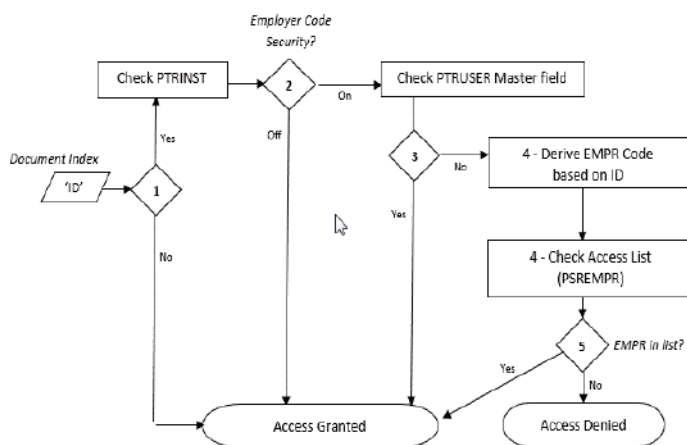 Employer Code
Security?
Check PTRINST
2
On
Check PTRUSER Master field
Yes
Off
Document Index
'ID'
1
3
No
4 - Derive EMPR Code
based on ID
Yes
No
4 - Check Access List
(PSREMPR)
5
EMPR in list?
Yes
No
Access Granted
Access Denied